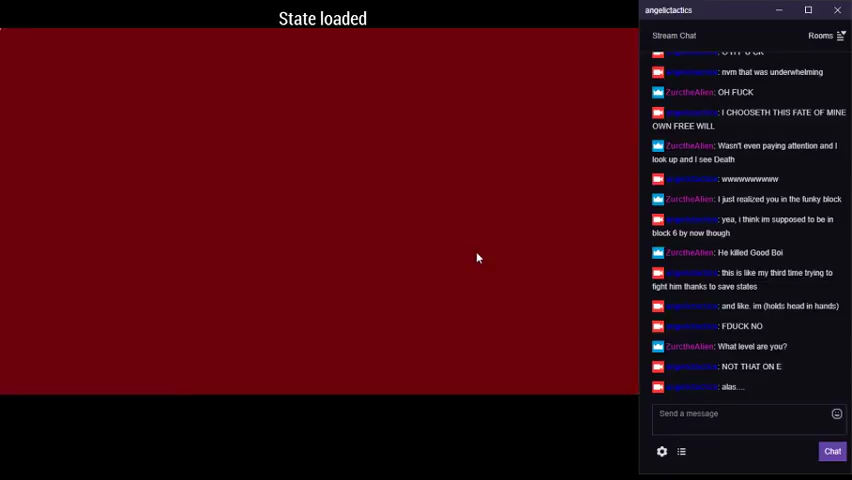 State loaded
angelictactics
Stream Chat
Rooms
nvm that was underwhelming
ZurctheAlien: OH FUCK
: I CHOOSETH THIS FATE OF MINE
OWN FREE WILL
ZurctheAlien: Wasn't even paying attention and I
look up and I see Death
: wwwwwwwwww
ZurctheAlien: I just realized you in the funky block
: yea, i think im supposed to be in
block 6 by now though
ZurctheAlien: He killed Good Boi
: this is like my third time trying to
fight him thanks to save states
: and like. im (holds head in hands)
: FDUCK NO
ZurctheAlien: What level are you?
: NOT THAT ON E
: alas....
Send a message
Chat